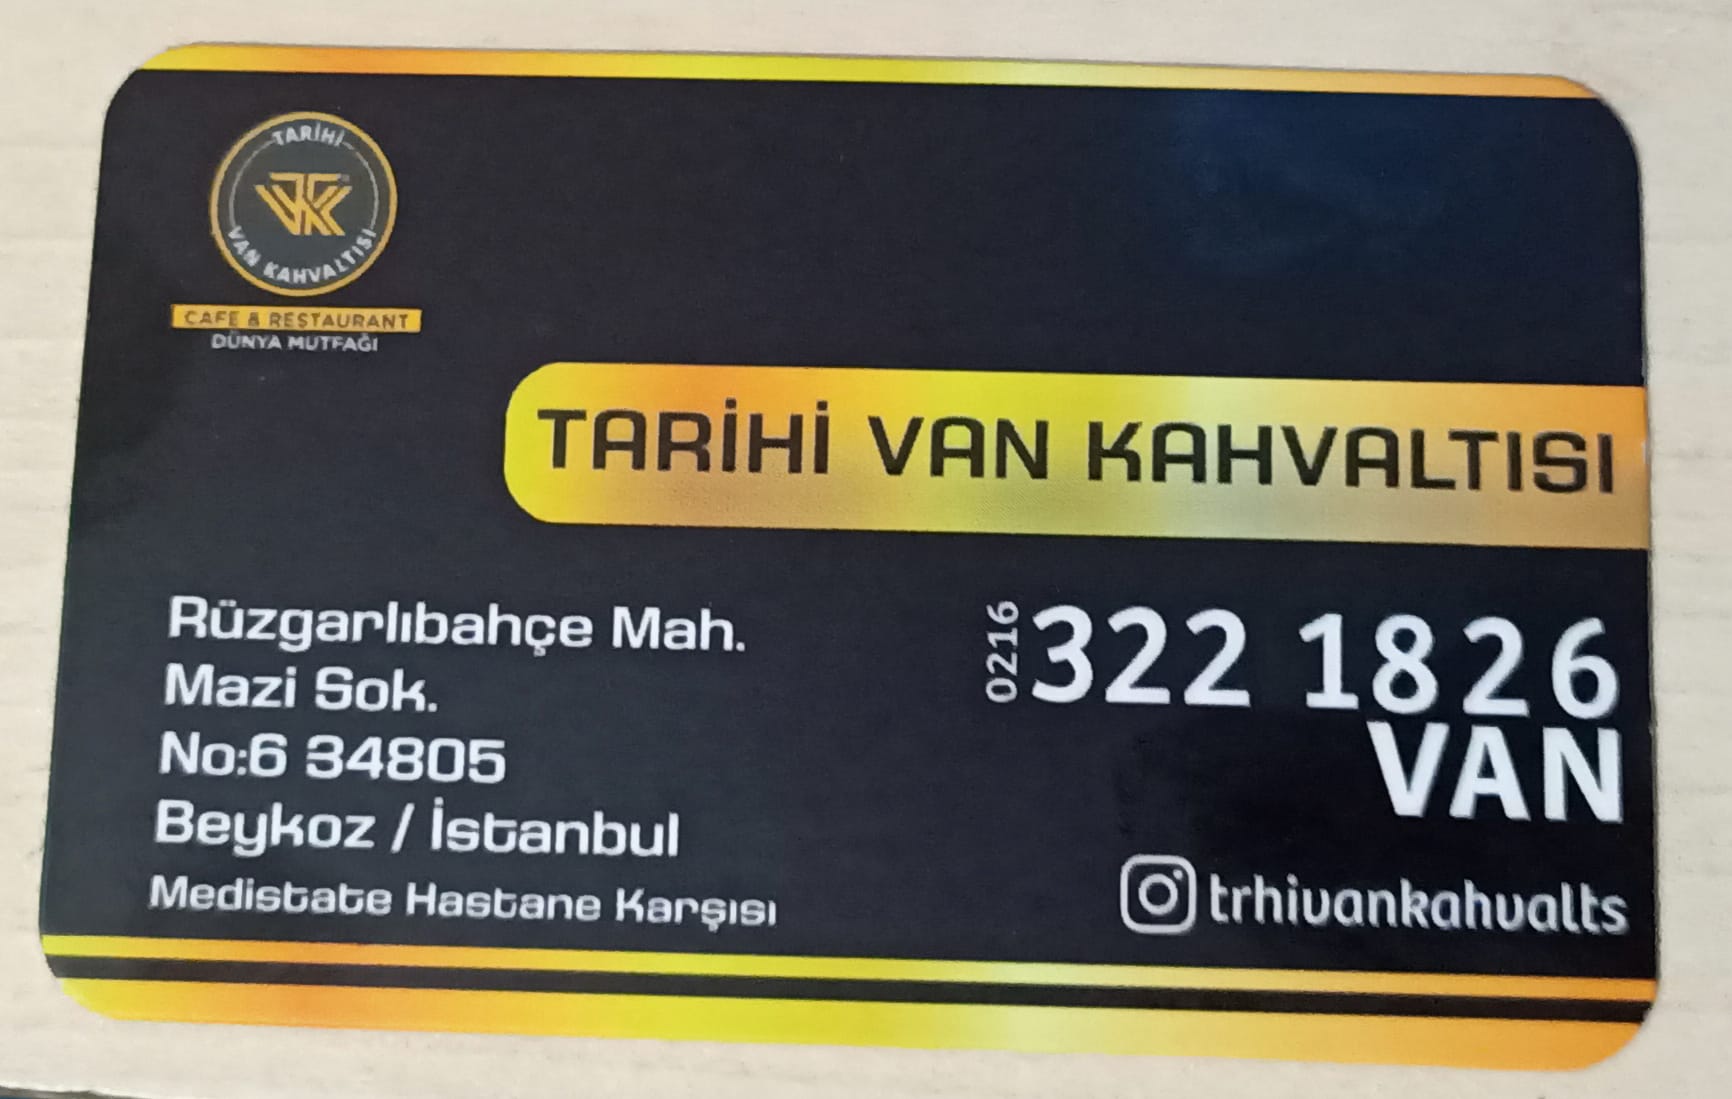 TARİHİ
VAN KAHVALTISI
CAFE & RESTAURANT
DÜNYA MUTFAĞI
TARİHİ VAN KAHVALTISI
Rüzgarlıbahçe Mah.
Mazi Sok.
No:6 34805
Beykoz / İstanbul
Medistate Hastane Karşısı
0216 322 1826
VAN
trhivankahvalts